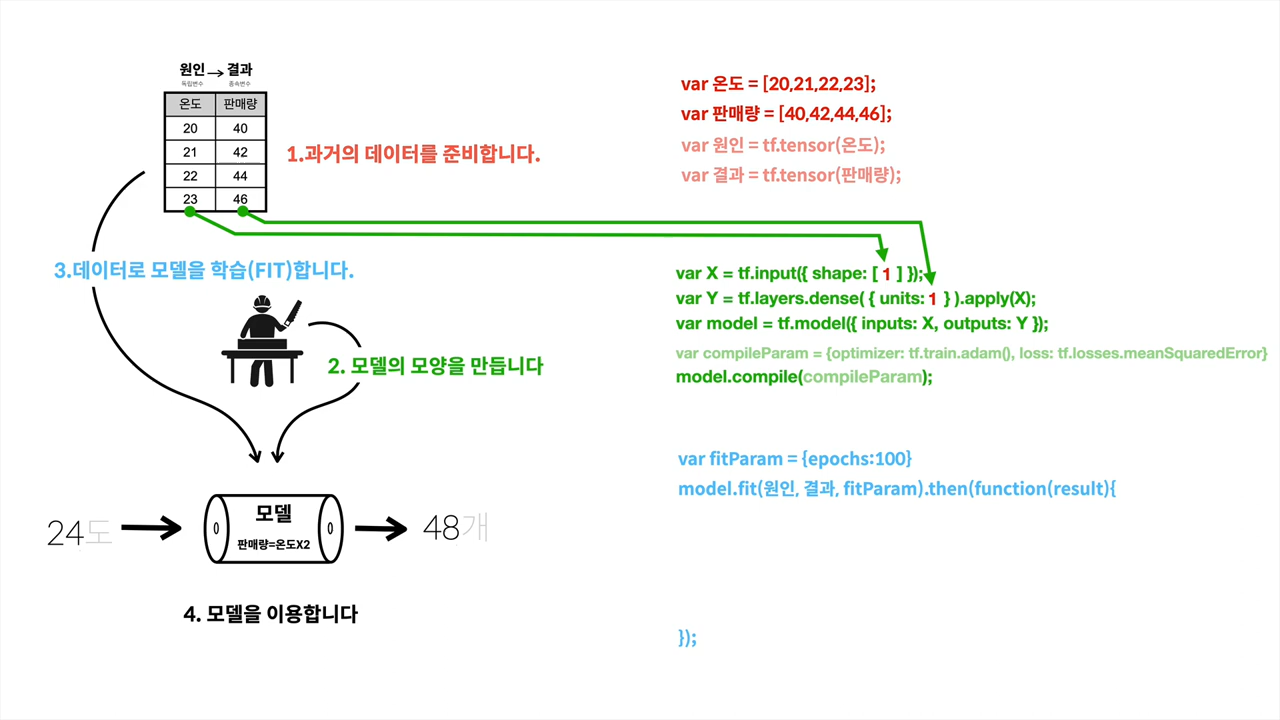 원인 → 결과
독립변수 종속변수
온도 판매량
20 40
21 42
22 44
23 46
1.과거의 데이터를 준비합니다.
3.데이터로 모델을 학습(FIT)합니다.
2. 모델의 모양을 만듭니다
모델
판매량=온도X2
24도
48개
4. 모델을 이용합니다
var 온도 = [20,21,22,23];
var 판매량 = [40,42,44,46];
var 원인 = tf.tensor(온도);
var 결과 = tf.tensor(판매량);
var X = tf.input({ shape: [ 1 ] });
var Y = tf.layers.dense( { units: 1 } ).apply(X);
var model = tf.model({ inputs: X, outputs: Y });
var compileParam = {optimizer: tf.train.adam(), loss: tf.losses.meanSquaredError}
model.compile(compileParam);
var fitParam = {epochs:100}
model.fit(원인, 결과, fitParam).then(function(result){
});